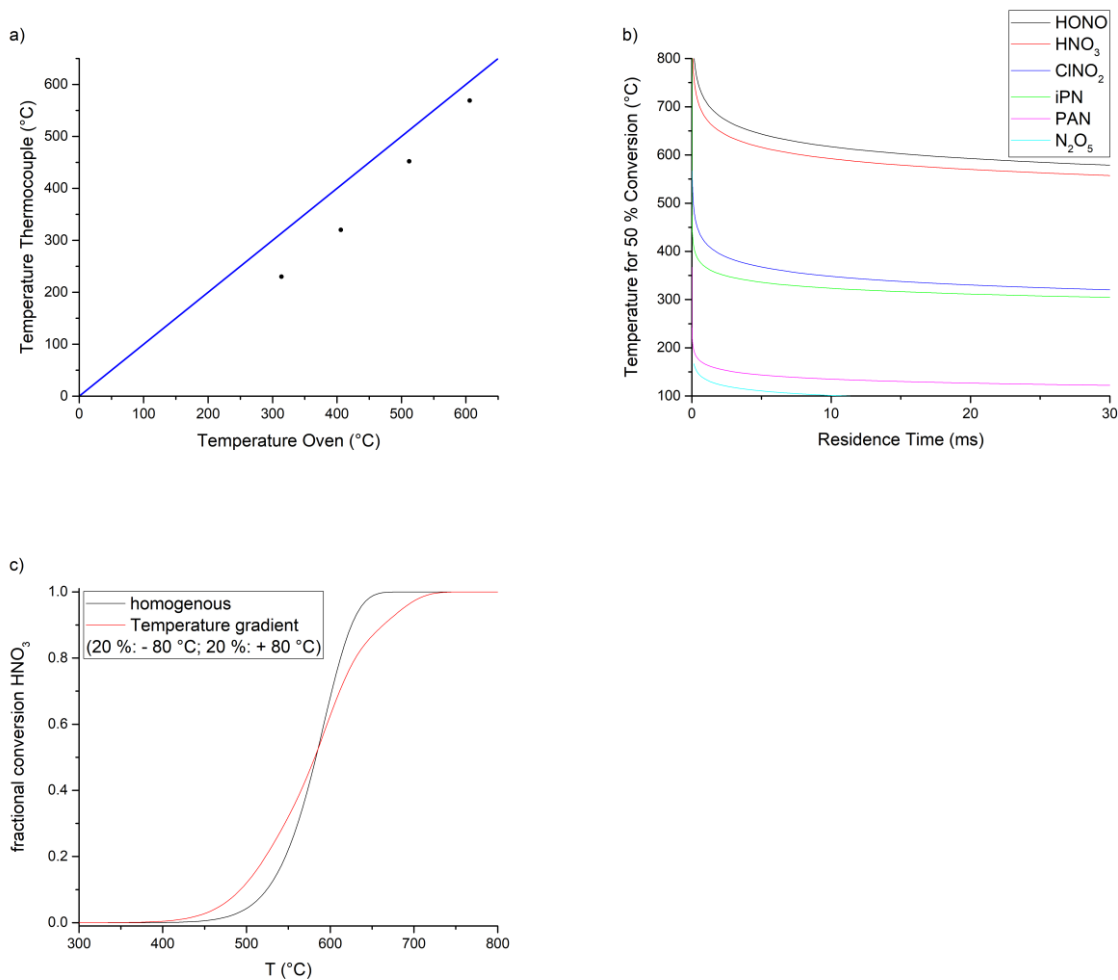 a)
Temperature Thermocouple (°C)
600
500
400
300
200
100
0
0 100 200 300 400 500 600
Temperature Oven (°C)
b)
HONO
HNO₃
ClNO₂
iPN
PAN
N₂O₅
Temperature for 50 % Conversion (°C)
800
700
600
500
400
300
200
100
0 10 20 30
Residence Time (ms)
c)
homogenous
Temperature gradient
(20 %: - 80 °C; 20 %: + 80 °C)
fractional conversion HNO₃
1.0
0.8
0.6
0.4
0.2
0.0
300 400 500 600 700 800
T (°C)